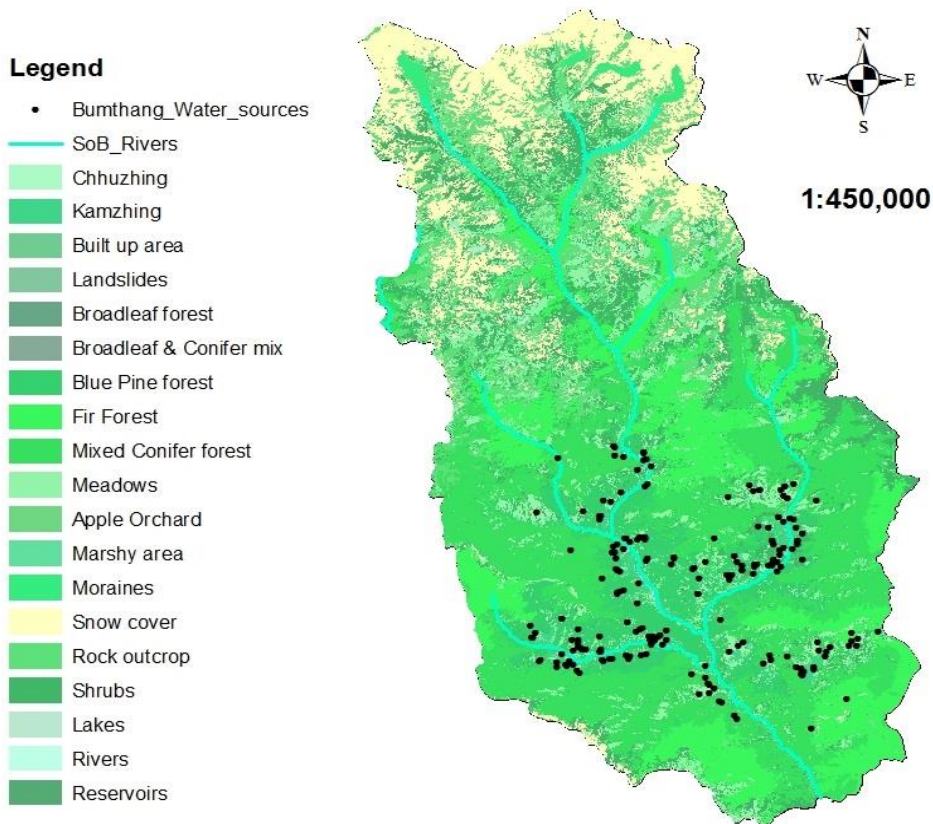 Legend
Bumthang_Water_sources
SoB_Rivers
Chhuzhing
Kamzhing
Built up area
Landslides
Broadleaf forest
Broadleaf & Conifer mix
Blue Pine forest
Fir Forest
Mixed Conifer forest
Meadows
Apple Orchard
Marshy area
Moraines
Snow cover
Rock outcrop
Shrubs
Lakes
Rivers
Reservoirs
N
W E
S
1:450,000